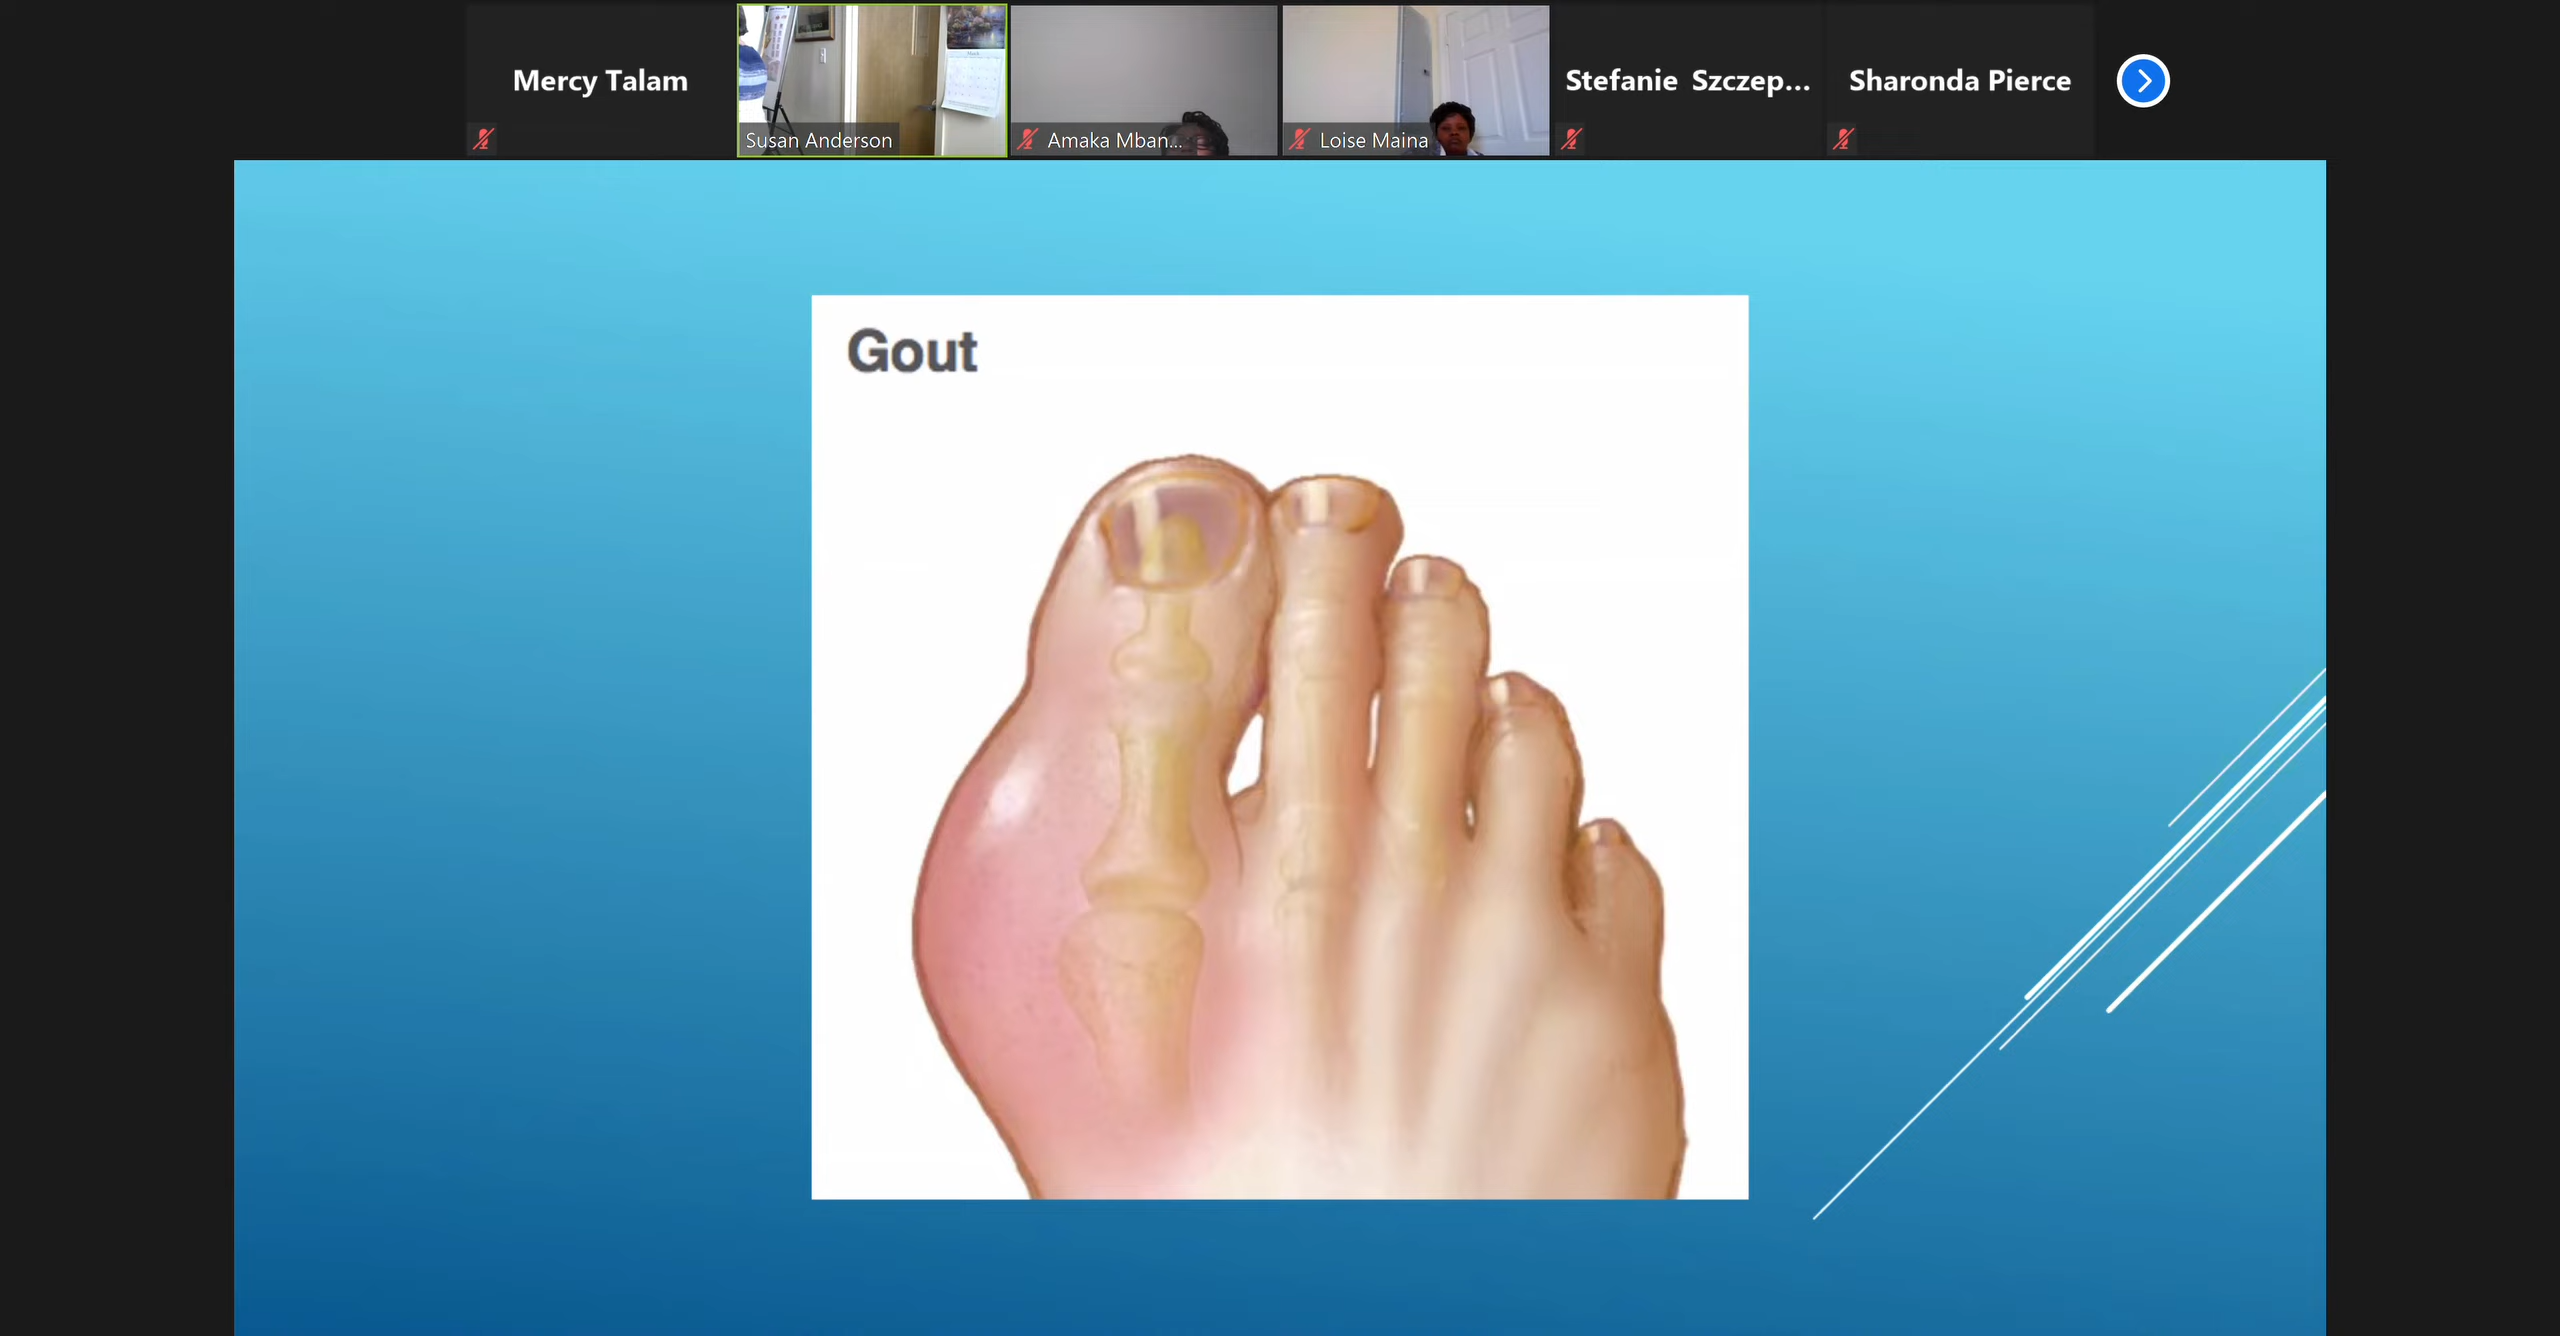 Mercy Talam
Susan Anderson
Amaka Mban...
Loise Maina
Stefanie Szczep...
Sharonda Pierce
Gout